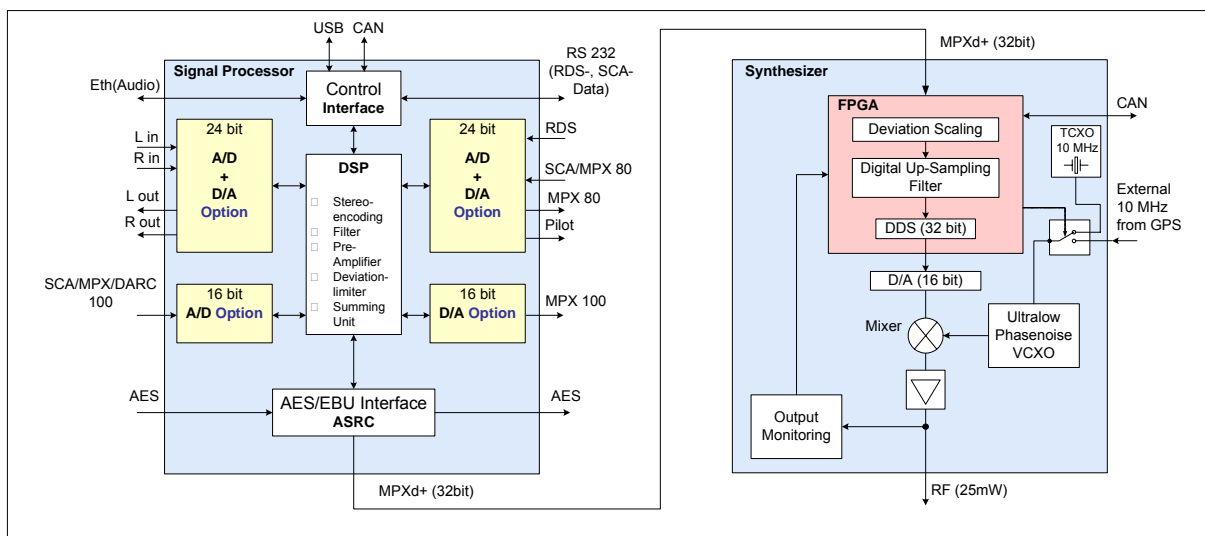 USB CAN
Signal Processor
Eth(Audio)
Control
Interface
RS 232
(RDS-, SCA-
Data)
24 bit
A/D
+
D/A
Option
L in
R in
L out
R out
DSP
Stereo-
encoding
Filter
Pre-
Amplifier
Deviation-
limiter
Summing
Unit
24 bit
A/D
+
D/A
Option
RDS
SCA/MPX 80
MPX 80
Pilot
SCA/MPX/DARC
100
16 bit
A/D Option
16 bit
D/A Option
MPX 100
AES
AES/EBU Interface
ASRC
AES
MPXd+ (32bit)
MPXd+ (32bit)
Synthesizer
FPGA
Deviation Scaling
Digital Up-Sampling
Filter
DDS (32 bit)
CAN
TCXO
10 MHz
External
10 MHz
from GPS
D/A (16 bit)
Mixer
Ultralow
Phasenoise
VCXO
Output
Monitoring
RF (25mW)